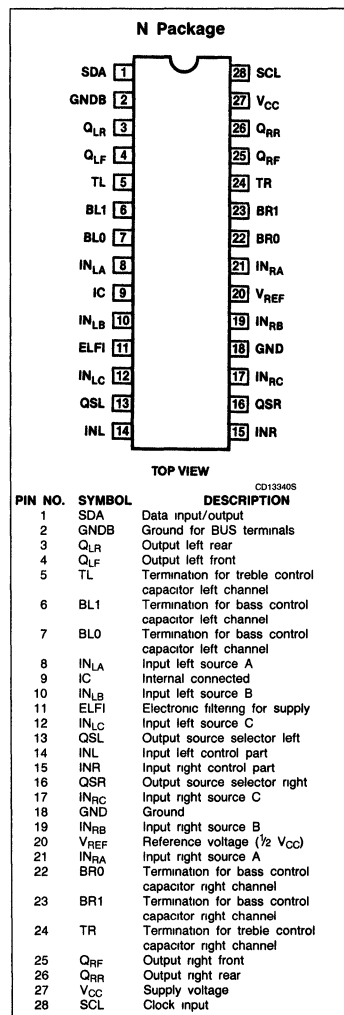 N Package
SDA 1 28 SCL
GNDB 2 27 VCC
QLR 3 26 QRR
QLF 4 25 QRF
TL 5 24 TR
BL1 6 23 BR1
BL0 7 22 BR0
INLA 8 21 INRA
IC 9 20 VREF
INLB 10 19 INRB
ELFI 11 18 GND
INLC 12 17 INRC
QSL 13 16 QSR
INL 14 15 INR
TOP VIEW
CD13340S
PIN NO. SYMBOL DESCRIPTION
1 SDA Data input/output
2 GNDB Ground for BUS terminals
3 QLR Output left rear
4 QLF Output left front
5 TL Termination for treble control
capacitor left channel
6 BL1 Termination for bass control
capacitor left channel
7 BL0 Termination for bass control
capacitor left channel
8 INLA Input left source A
9 IC Internal connected
10 INLB Input left source B
11 ELFI Electronic filtering for supply
12 INLC Input left source C
13 QSL Output source selector left
14 INL Input left control part
15 INR Input right control part
16 QSR Output source selector right
17 INRC Input right source C
18 GND Ground
19 INRB Input right source B
20 VREF Reference voltage (½ VCC)
21 INRA Input right source A
22 BR0 Termination for bass control
capacitor right channel
23 BR1 Termination for bass control
capacitor right channel
24 TR Termination for treble control
capacitor right channel
25 QRF Output right front
26 QRR Output right rear
27 VCC Supply voltage
28 SCL Clock input